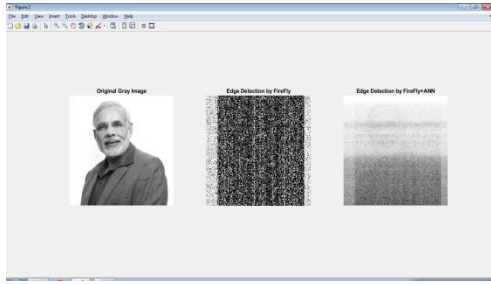 Figure 2
File Edit View Insert Tools Desktop Window Help
Original Gray Image
Edge Detection by FireFly
Edge Detection by FireFly+ANN